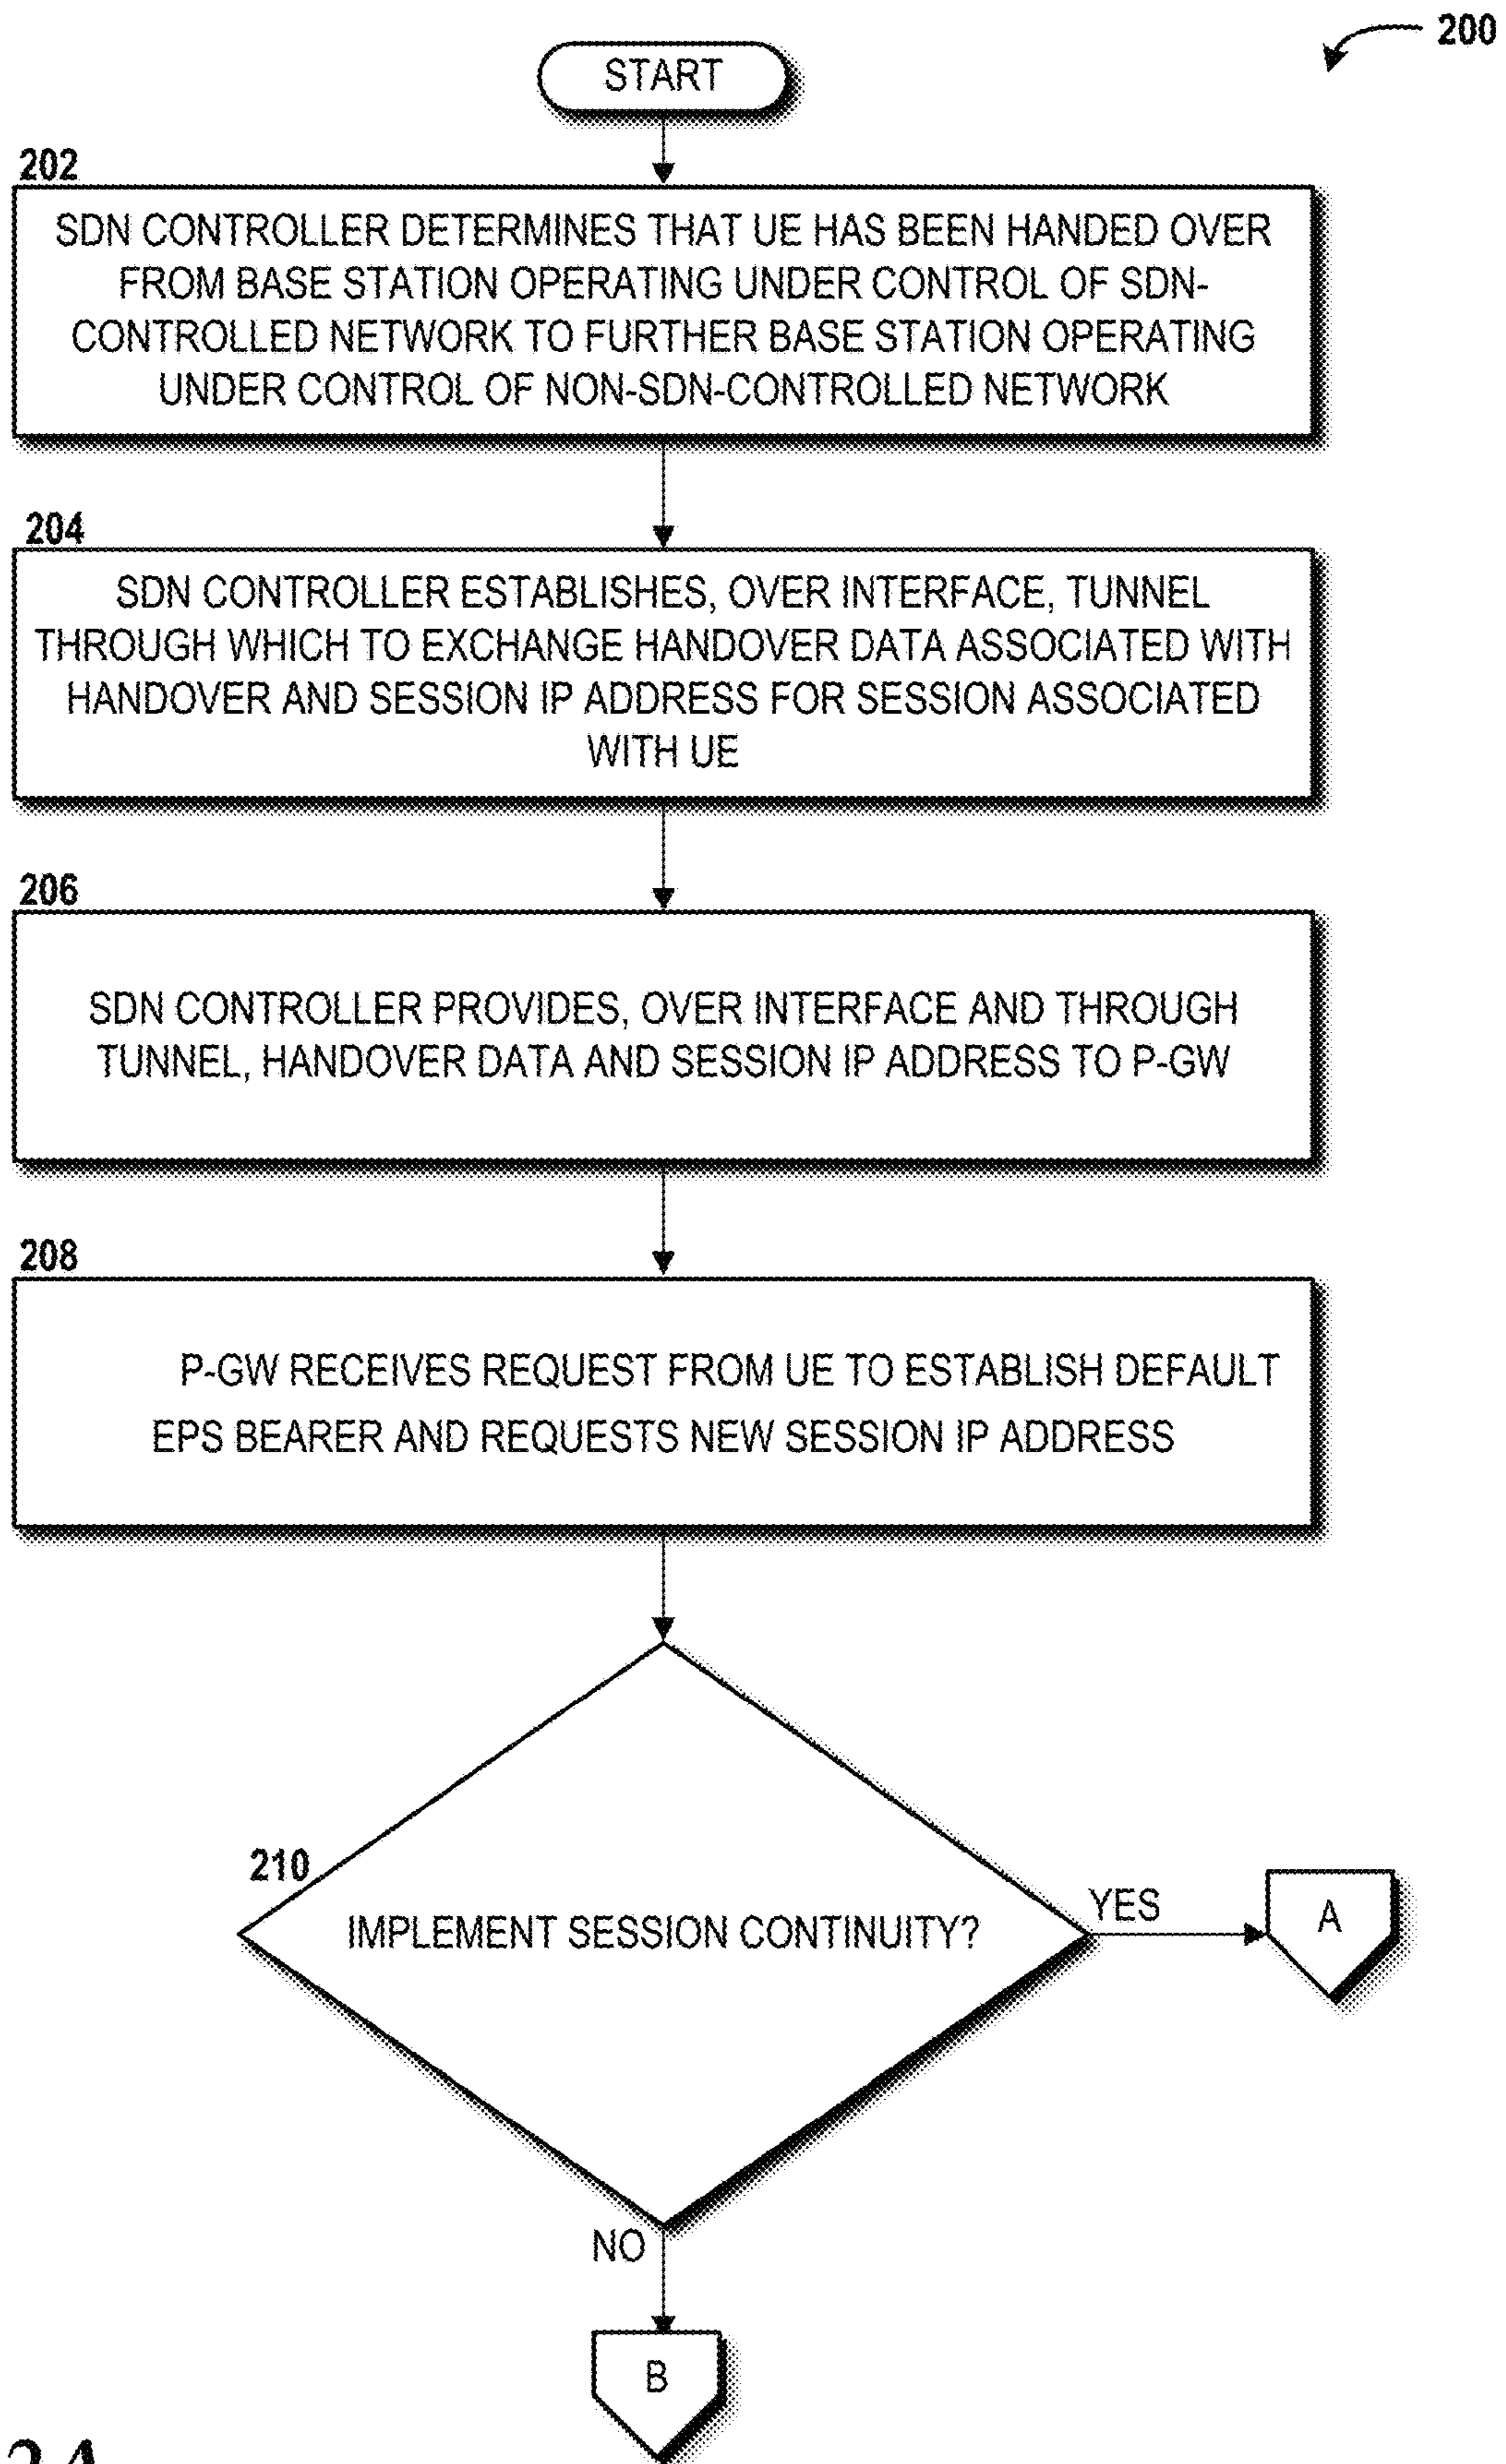 200
START
202
SDN CONTROLLER DETERMINES THAT UE HAS BEEN HANDED OVER
FROM BASE STATION OPERATING UNDER CONTROL OF SDN-
CONTROLLED NETWORK TO FURTHER BASE STATION OPERATING
UNDER CONTROL OF NON-SDN-CONTROLLED NETWORK
204
SDN CONTROLLER ESTABLISHES, OVER INTERFACE, TUNNEL
THROUGH WHICH TO EXCHANGE HANDOVER DATA ASSOCIATED WITH
HANDOVER AND SESSION IP ADDRESS FOR SESSION ASSOCIATED
WITH UE
206
SDN CONTROLLER PROVIDES, OVER INTERFACE AND THROUGH
TUNNEL, HANDOVER DATA AND SESSION IP ADDRESS TO P-GW
208
P-GW RECEIVES REQUEST FROM UE TO ESTABLISH DEFAULT
EPS BEARER AND REQUESTS NEW SESSION IP ADDRESS
210
IMPLEMENT SESSION CONTINUITY?
YES
A
NO
B